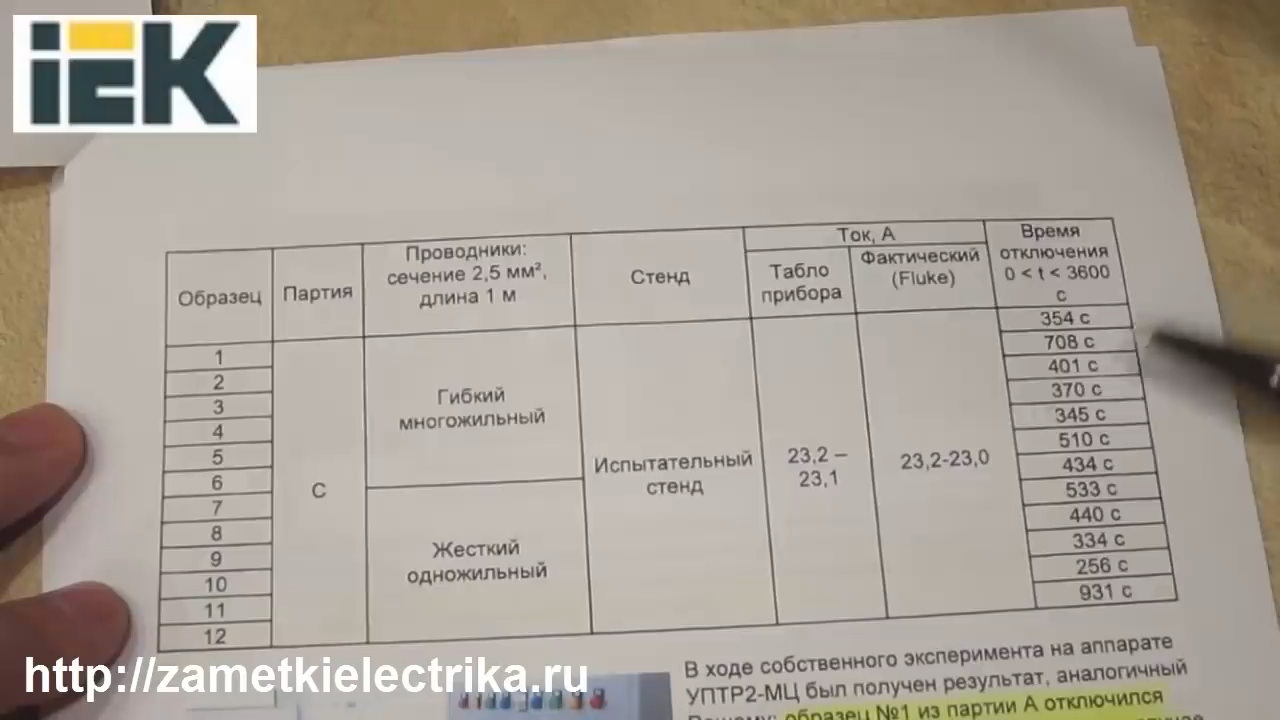 iEK
Образец
Партия
Проводники:
сечение 2,5 мм²,
длина 1 м
Стенд
Ток, А
Табло
прибора
Фактический
(Fluke)
Время
отключения
0 < t < 3600
с
1
2
3
4
5
6
7
8
9
10
11
12
С
Гибкий
многожильный
Жесткий
одножильный
Испытательный
стенд
23,2 –
23,1
23,2-23,0
354 с
708 с
401 с
370 с
345 с
510 с
434 с
533 с
440 с
334 с
256 с
931 с
В ходе собственного эксперимента на аппарате
УПТР2-МЦ был получен результат, аналогичный
образец №1 из партии А отключился
http://zametkielectrika.ru